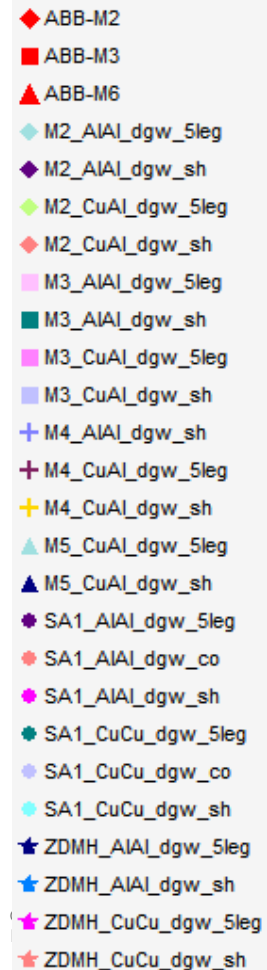 ABB-M2
ABB-M3
ABB-M6
M2_AlAl_dgw_5leg
M2_AlAl_dgw_sh
M2_CuAl_dgw_5leg
M2_CuAl_dgw_sh
M3_AlAl_dgw_5leg
M3_AlAl_dgw_sh
M3_CuAl_dgw_5leg
M3_CuAl_dgw_sh
M4_AlAl_dgw_sh
M4_CuAl_dgw_5leg
M4_CuAl_dgw_sh
M5_CuAl_dgw_5leg
M5_CuAl_dgw_sh
SA1_AlAl_dgw_5leg
SA1_AlAl_dgw_co
SA1_AlAl_dgw_sh
SA1_CuCu_dgw_5leg
SA1_CuCu_dgw_co
SA1_CuCu_dgw_sh
ZDMH_AlAl_dgw_5leg
ZDMH_AlAl_dgw_sh
ZDMH_CuCu_dgw_5leg
ZDMH_CuCu_dgw_sh